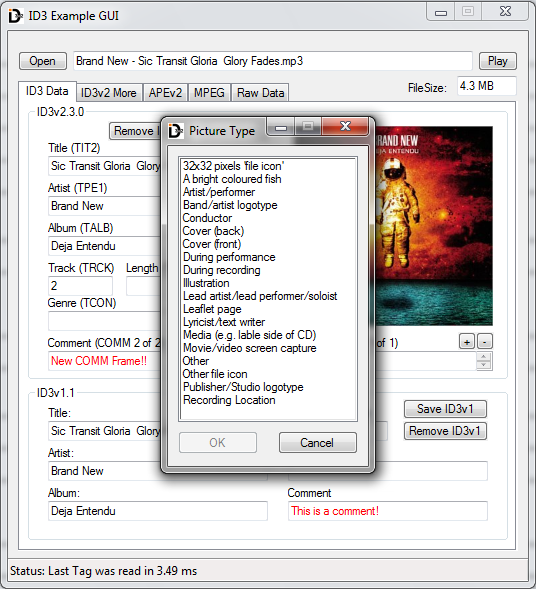 ID3 Example GUI
Open
Brand New - Sic Transit Gloria  Glory Fades.mp3
Play
ID3 Data
ID3v2 More
APEv2
MPEG
Raw Data
FileSize:
4.3 MB
ID3v2.3.0
Remove
Title (TIT2)
Sic Transit Gloria  Glory
Artist (TPE1)
Brand New
Album (TALB)
Deja Entendu
Track (TRCK)
Length
2
Genre (TCON)
Comment (COMM 2 of 2
of 1)
+
-
New COMM Frame!!
BRAND NEW
DEJA ENTENDU
ID3
Picture Type
32x32 pixels 'file icon'
A bright coloured fish
Artist/performer
Band/artist logotype
Conductor
Cover (back)
Cover (front)
During performance
During recording
Illustration
Lead artist/lead performer/soloist
Leaflet page
Lyricist/text writer
Media (e.g. lable side of CD)
Movie/video screen capture
Other
Other file icon
Publisher/Studio logotype
Recording Location
OK
Cancel
ID3v1.1
Title:
Sic Transit Gloria  Glory
Save ID3v1
Remove ID3v1
Artist:
Brand New
Album:
Deja Entendu
Comment
This is a comment!
Status: Last Tag was read in 3.49 ms